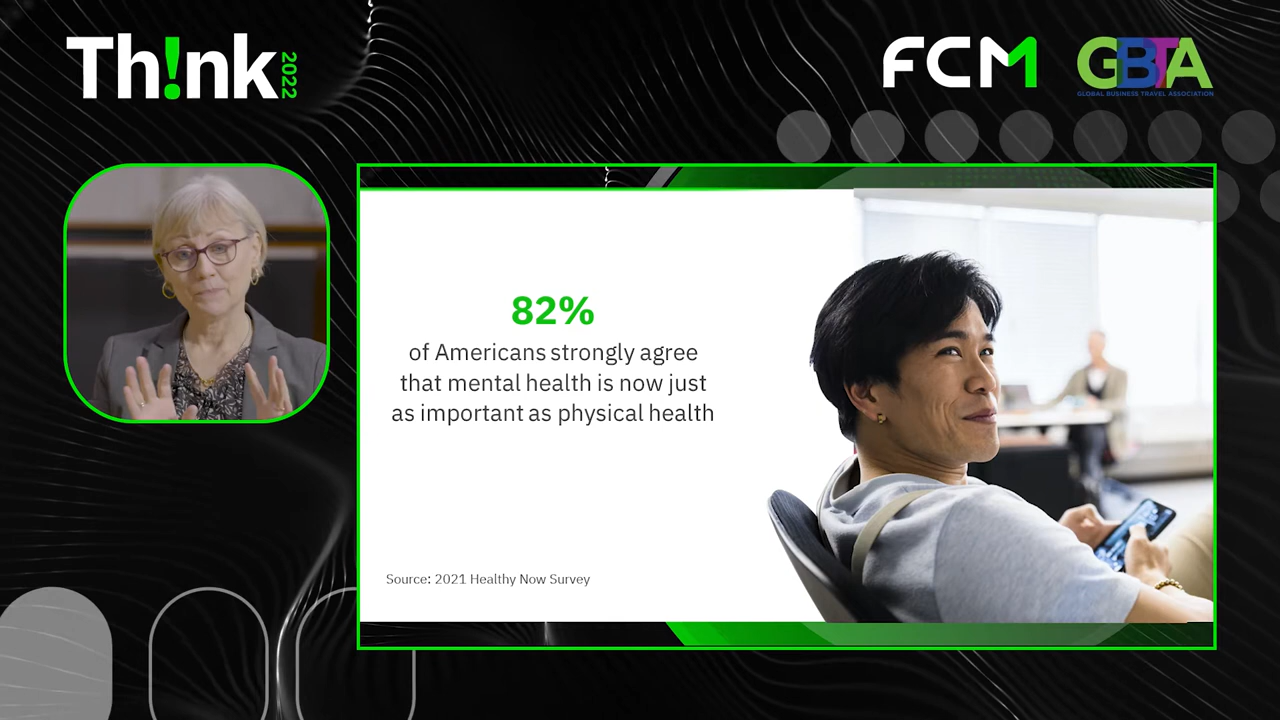 Th!nk
2022
FCM
GBTA
GLOBAL BUSINESS TRAVEL ASSOCIATION
82%
of Americans strongly agree
that mental health is now just
as important as physical health
Source: 2021 Healthy Now Survey